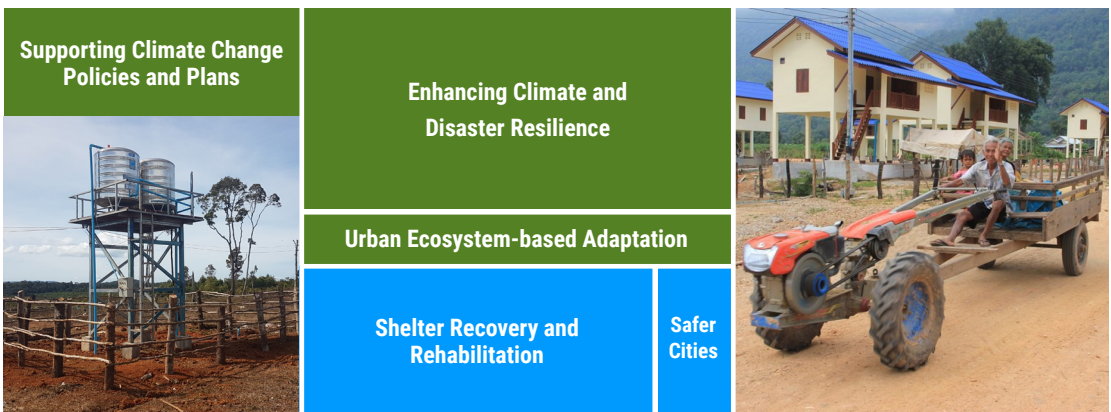 Supporting Climate Change
Policies and Plans
Enhancing Climate and
Disaster Resilience
Urban Ecosystem-based Adaptation
Shelter Recovery and
Rehabilitation
Safer
Cities